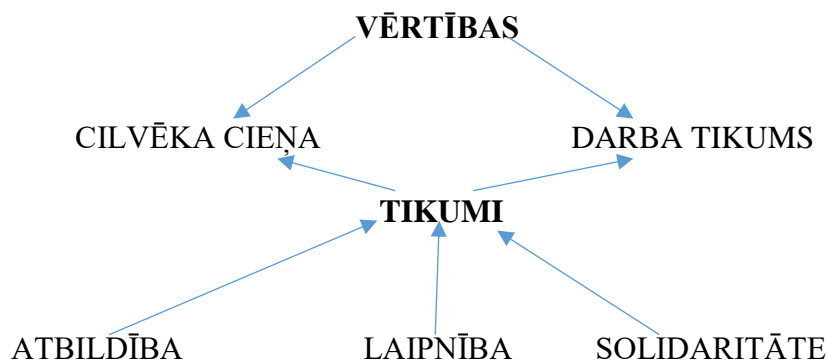 VĒRTĪBAS
CILVĒKA CIEŅA DARBA TIKUMS
TIKUMI
ATBILDĪBA LAIPNĪBA SOLIDARITĀTE